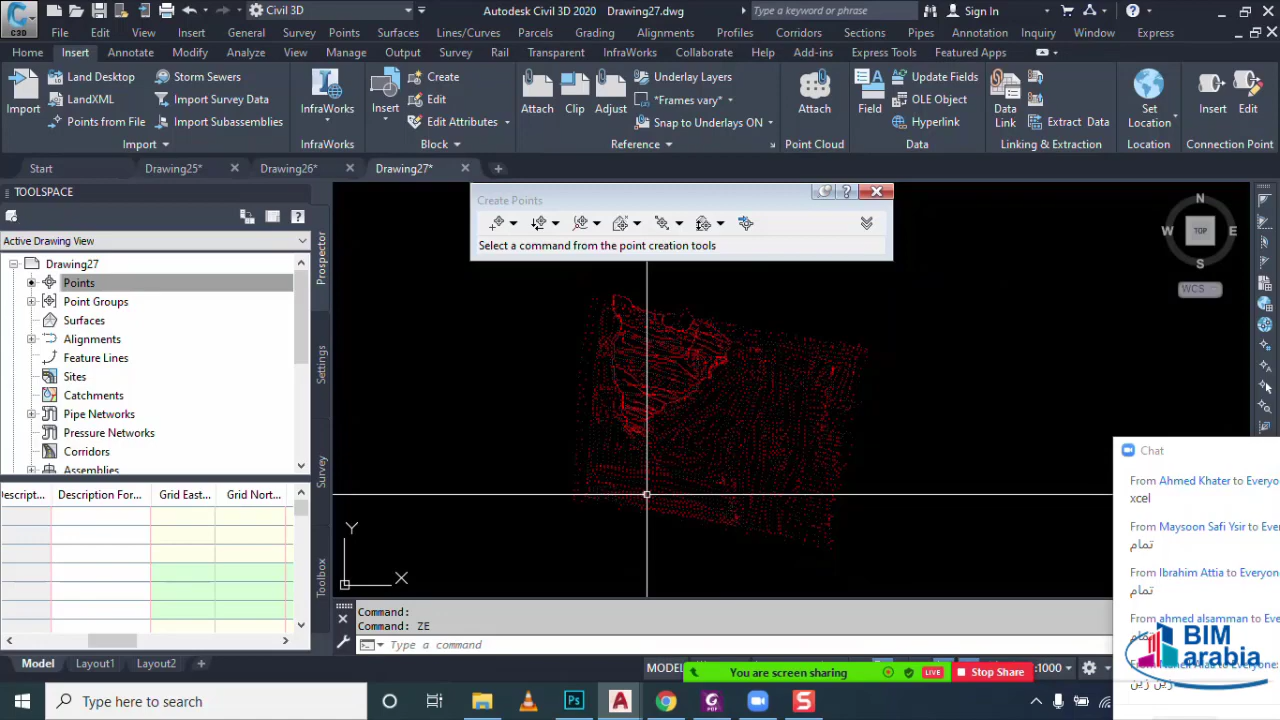 Civil 3D
Autodesk Civil 3D 2020 Drawing27.dwg
Type a keyword or phrase
Sign In
File Edit View Insert General Survey Points Surfaces Lines/Curves Parcels Grading Alignments Profiles Corridors Sections Pipes Annotation Inquiry Window Express
Home Insert Annotate Modify Analyze View Manage Output Survey Rail Transparent InfraWorks Collaborate Help Add-ins Express Tools Featured Apps
C3D
Import
Land Desktop
LandXML
Points from File
Storm Sewers
Import Survey Data
Import Subassemblies
InfraWorks
Insert
Create
Edit
Edit Attributes
Attach
Clip
Adjust
Underlay Layers
*Frames vary*
Snap to Underlays ON
Attach
Field
Update Fields
OLE Object
Hyperlink
Data
Link
Extract Data
Set
Location
Insert
Edit
Import InfraWorks Block Reference Point Cloud Data Linking & Extraction Location Connection Point
Start Drawing25* Drawing26* Drawing27*
TOOLSPACE
Active Drawing View
Drawing27
Points
Point Groups
Surfaces
Alignments
Feature Lines
Sites
Catchments
Pipe Networks
Pressure Networks
Corridors
Assemblies
Prospector
Settings
Survey
Toolbox
Descript... Description For... Grid East... Grid Nort...
Create Points
Select a command from the point creation tools
N
W TOP E
S
WCS
Y
X
Command:
Command: ZE
Type a command
Model Layout1 Layout2
MODEL
:1000
You are screen sharing LIVE Stop Share
Chat
From Ahmed Khater to Everyo
xcel
From Maysoon Safi Ysir to Ever
تمام
From Ibrahim Attia to Everyone
تمام
From ahmed alsamman to Eve
BIM
arabia
Type here to search
Ps